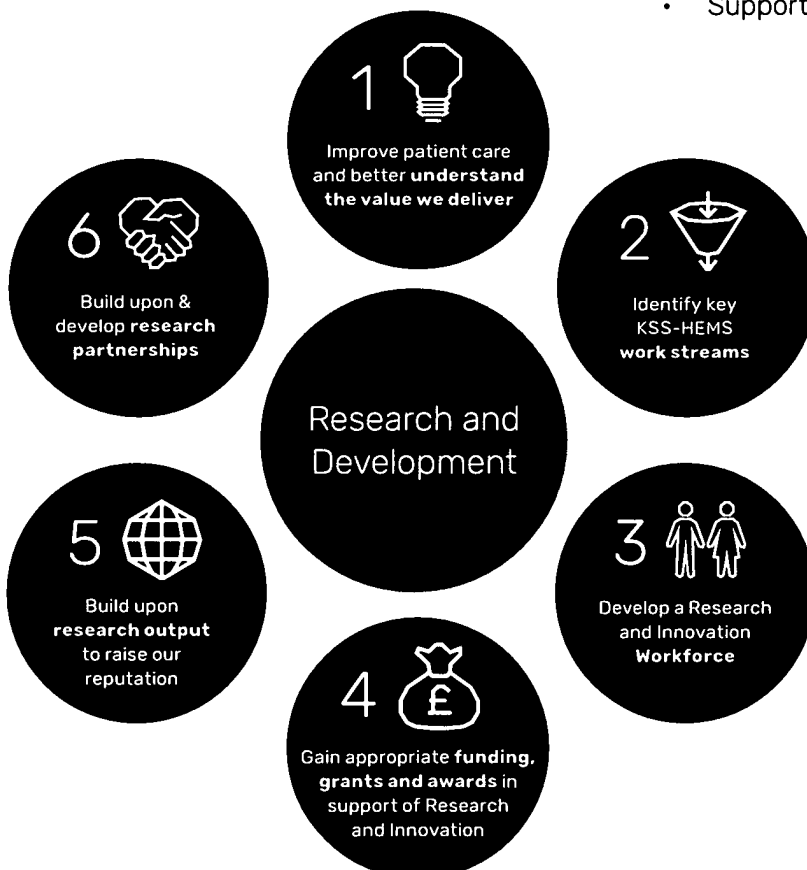 • Support
1
Improve patient care
and better understand
the value we deliver
2
Identify key
KSS-HEMS
work streams
3
Develop a Research
and Innovation
Workforce
4
£
Gain appropriate funding,
grants and awards in
support of Research
and Innovation
5
Build upon
research output
to raise our
reputation
6
Build upon &
develop research
partnerships
Research and
Development